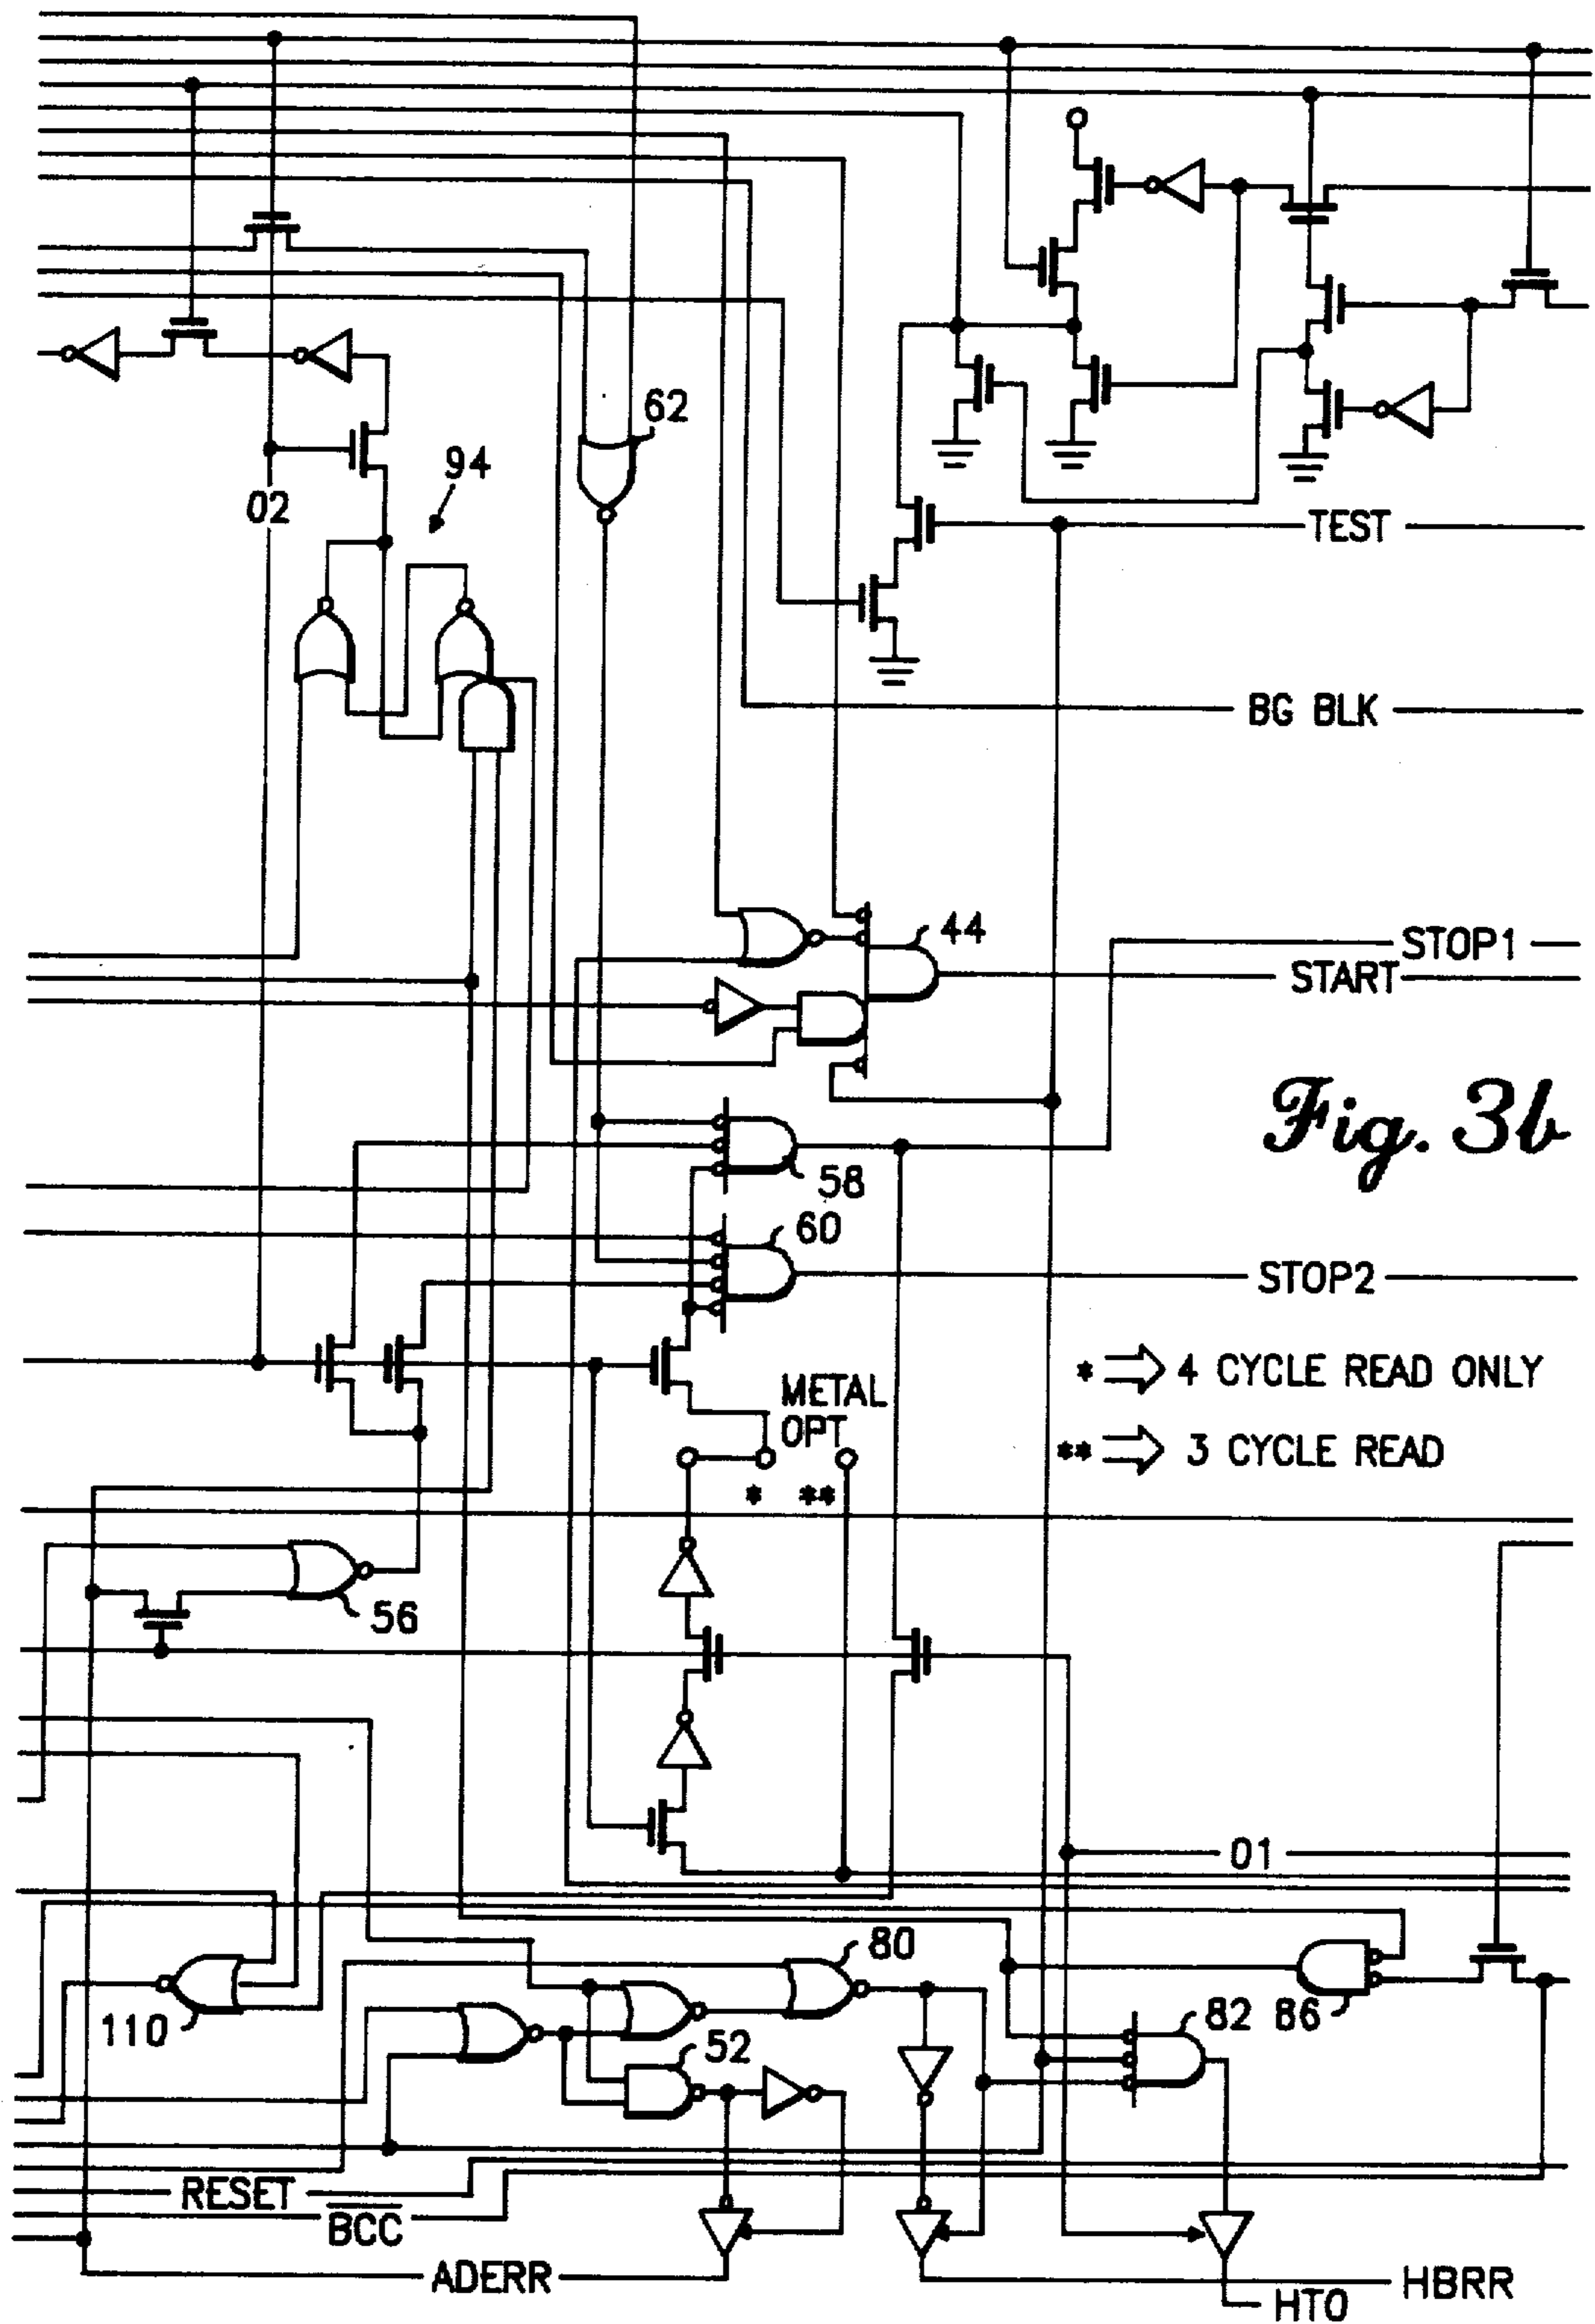 62
94
02
TEST
BG BLK
44
STOP1
START
Fig. 3b
58
60
STOP2
* ⇒ 4 CYCLE READ ONLY
METAL
OPT
** ⇒ 3 CYCLE READ
* **
56
01
80
110
82 86
52
RESET
BCC
ADERR
HBRR
HTO